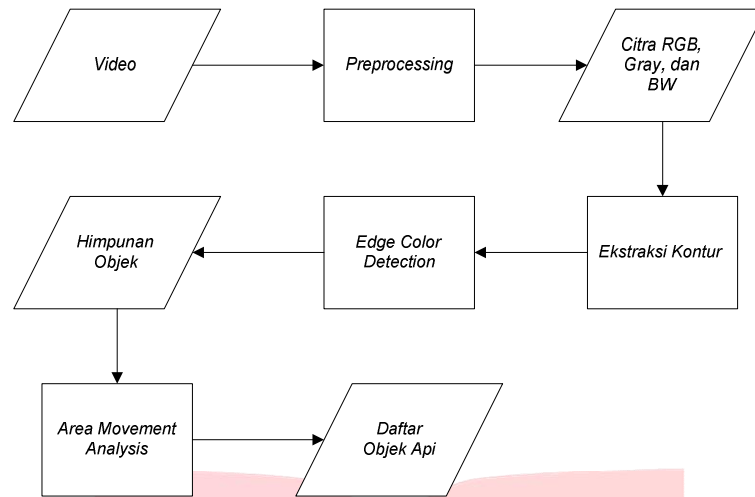 Video
Preprocessing
Citra RGB,
Gray, dan
BW
Ekstraksi Kontur
Edge Color
Detection
Himpunan
Objek
Area Movement
Analysis
Daftar
Objek Api